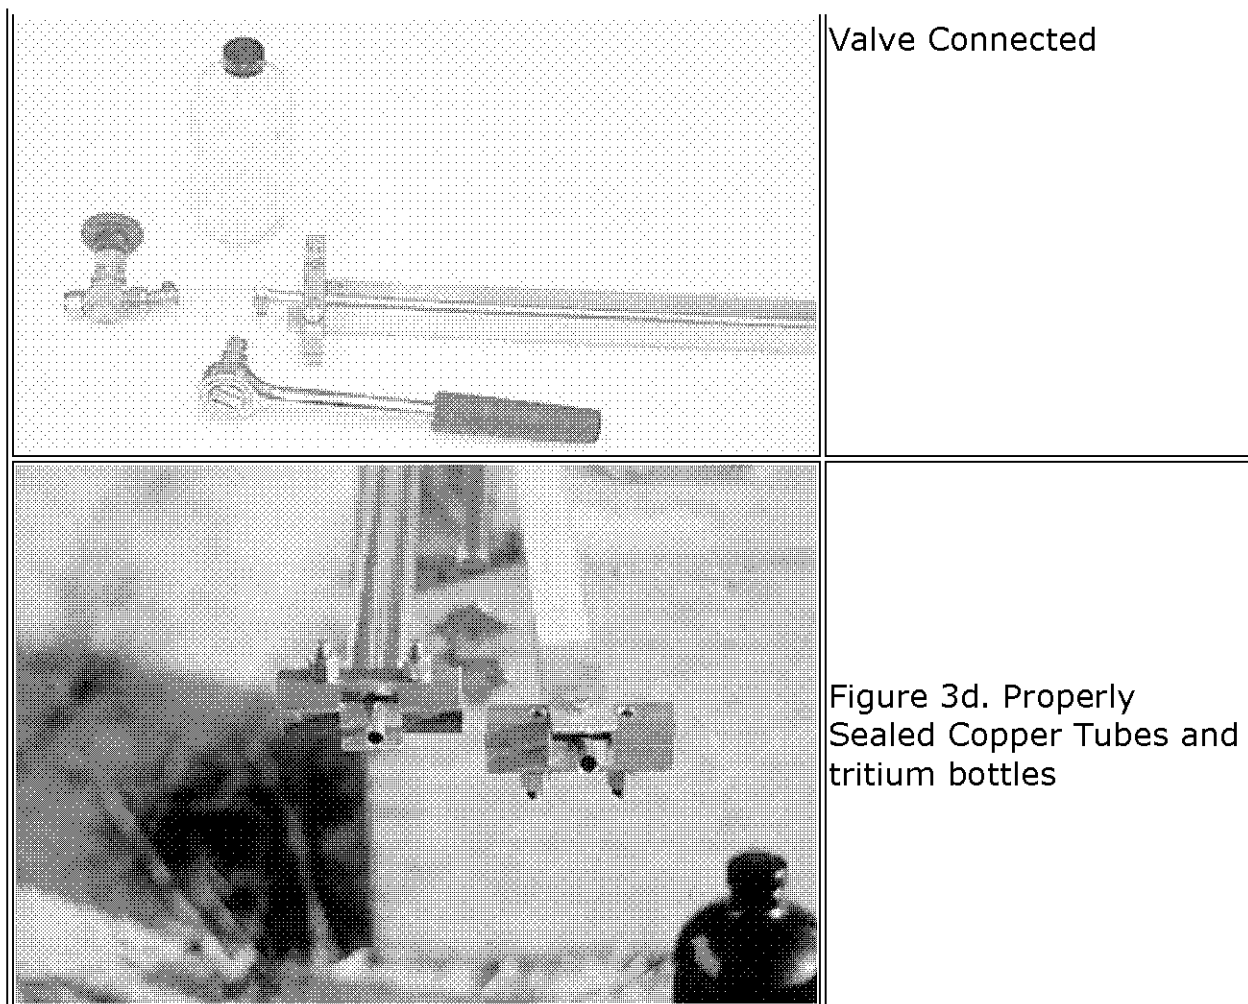 Valve Connected
Figure 3d. Properly
Sealed Copper Tubes and
tritium bottles